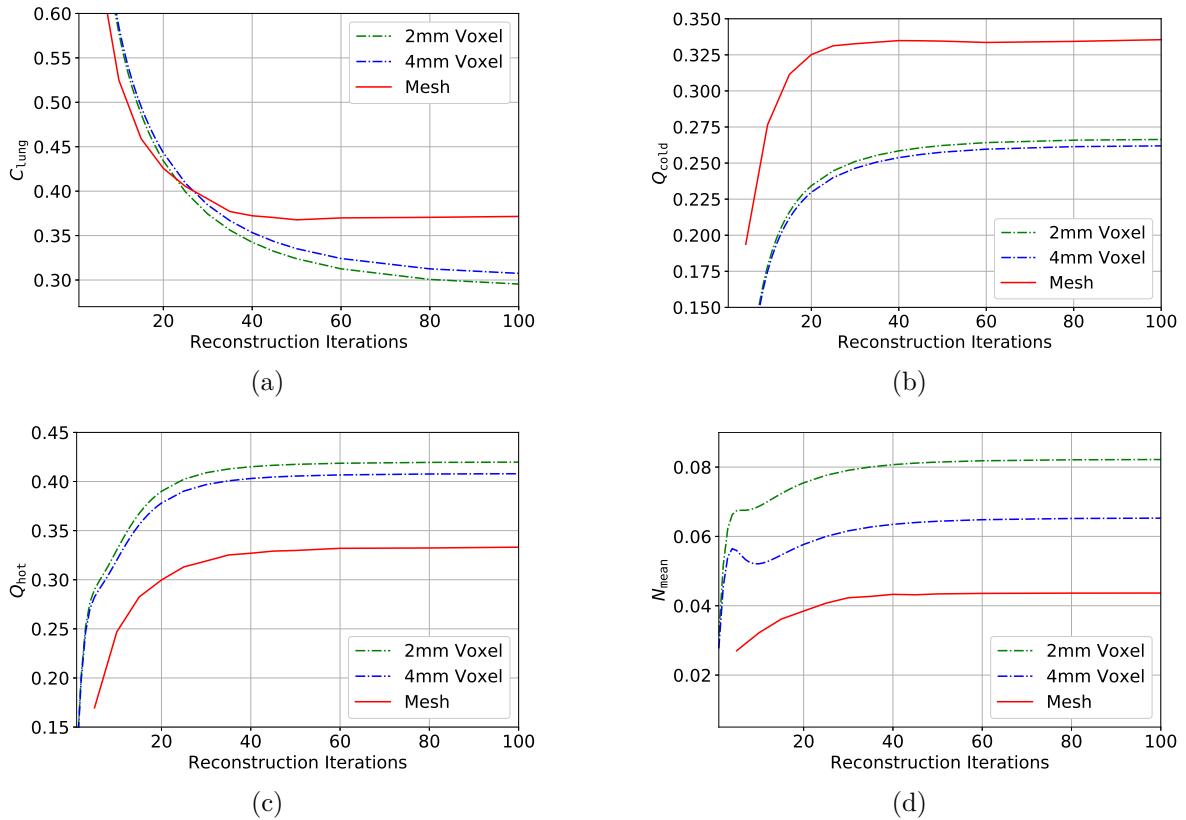 0.60
0.55
0.50
0.45
0.40
0.35
0.30
C_lung
2mm Voxel
4mm Voxel
Mesh
20 40 60 80 100
Reconstruction Iterations
(a)
0.350
0.325
0.300
0.275
0.250
0.225
0.200
0.175
0.150
Q_cold
2mm Voxel
4mm Voxel
Mesh
20 40 60 80 100
Reconstruction Iterations
(b)
0.45
0.40
0.35
0.30
0.25
0.20
0.15
Q_hot
2mm Voxel
4mm Voxel
Mesh
20 40 60 80 100
Reconstruction Iterations
(c)
0.08
0.06
0.04
0.02
N_mean
2mm Voxel
4mm Voxel
Mesh
20 40 60 80 100
Reconstruction Iterations
(d)